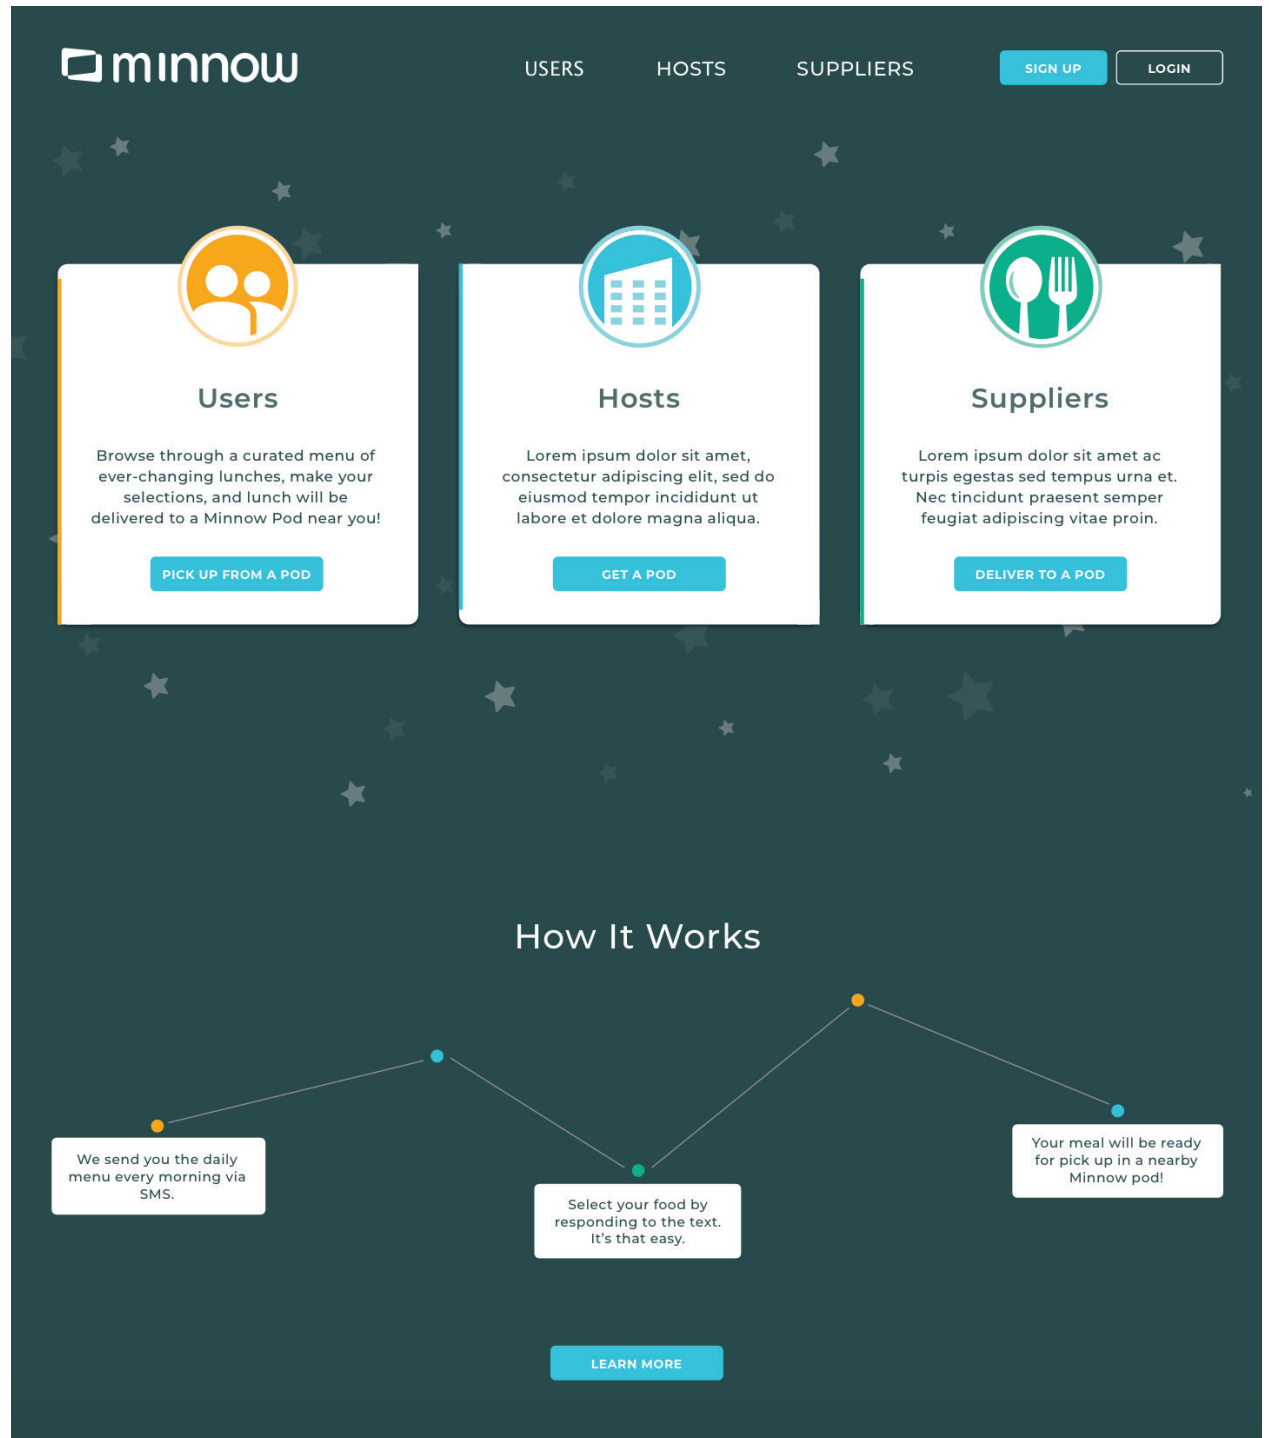 minnow
USERS
HOSTS
SUPPLIERS
SIGN UP
LOGIN
Users
Browse through a curated menu of
ever-changing lunches, make your
selections, and lunch will be
delivered to a Minnow Pod near you!
PICK UP FROM A POD
Hosts
Lorem ipsum dolor sit amet,
consectetur adipiscing elit, sed do
eiusmod tempor incididunt ut
labore et dolore magna aliqua.
GET A POD
Suppliers
Lorem ipsum dolor sit amet ac
turpis egestas sed tempus urna et.
Nec tincidunt praesent semper
feugiat adipiscing vitae proin.
DELIVER TO A POD
How It Works
We send you the daily
menu every morning via
SMS.
Select your food by
responding to the text.
It's that easy.
Your meal will be ready
for pick up in a nearby
Minnow pod!
LEARN MORE